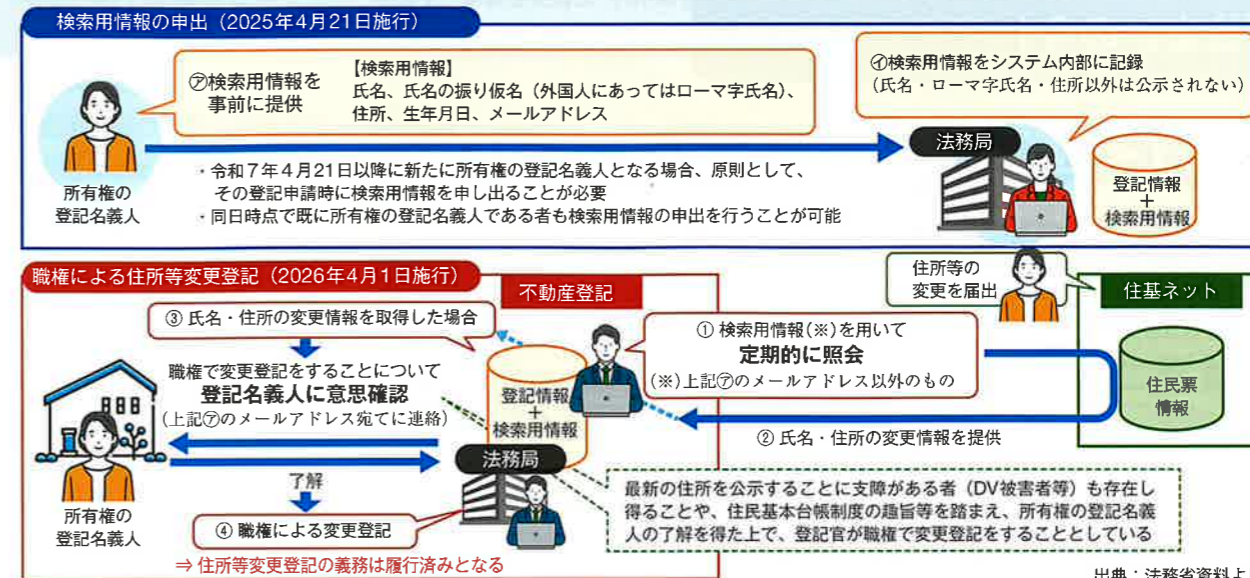 検索用情報の申出（2025年4月21日施行）
㋐検索用情報を
事前に提供
【検索用情報】
氏名、氏名の振り仮名（外国人にあってはローマ字氏名）、
住所、生年月日、メールアドレス
㋑検索用情報をシステム内部に記録
（氏名・ローマ字氏名・住所以外は公示されない）
所有権の
登記名義人
・令和７年４月21日以降に新たに所有権の登記名義人となる場合、原則として、
その登記申請時に検索用情報を申し出ることが必要
・同日時点で既に所有権の登記名義人である者も検索用情報の申出を行うことが可能
法務局
登記情報
＋
検索用情報
職権による住所等変更登記（2026年4月1日施行）
不動産登記
住所等の
変更を届出
住基ネット
③ 氏名・住所の変更情報を取得した場合
① 検索用情報(※)を用いて
定期的に照会
(※)上記㋐のメールアドレス以外のもの
職権で変更登記をすることについて
登記名義人に意思確認
（上記㋐のメールアドレス宛てに連絡）
登記情報
＋
検索用情報
住民票
情報
② 氏名・住所の変更情報を提供
法務局
了解
所有権の
登記名義人
④ 職権による変更登記
⇒ 住所等変更登記の義務は履行済みとなる
最新の住所を公示することに支障がある者（DV被害者等）も存在し
得ることや、住民基本台帳制度の趣旨等を踏まえ、所有権の登記名義
人の了解を得た上で、登記官が職権で変更登記をすることとしている
出典：法務省資料よ